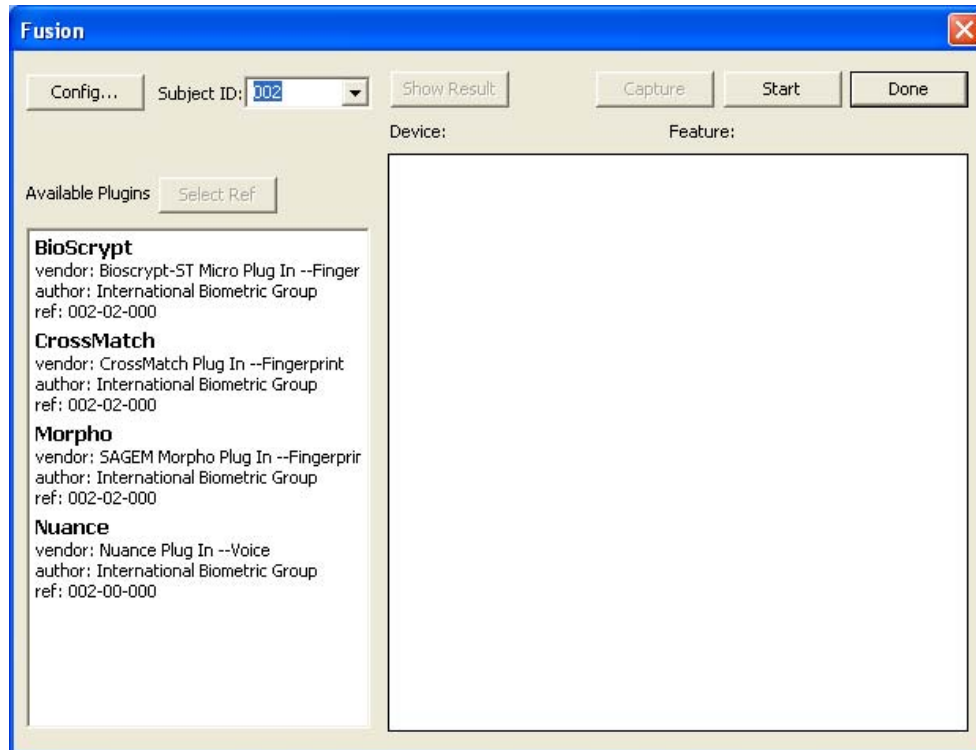 Fusion
Config... Subject ID: 002 Show Result Capture Start Done
Device: Feature:
Available Plugins Select Ref
BioScrypt
vendor: Bioscrypt-ST Micro Plug In --Finger
author: International Biometric Group
ref: 002-02-000
CrossMatch
vendor: CrossMatch Plug In --Fingerprint
author: International Biometric Group
ref: 002-02-000
Morpho
vendor: SAGEM Morpho Plug In --Fingerprir
author: International Biometric Group
ref: 002-02-000
Nuance
vendor: Nuance Plug In --Voice
author: International Biometric Group
ref: 002-00-000